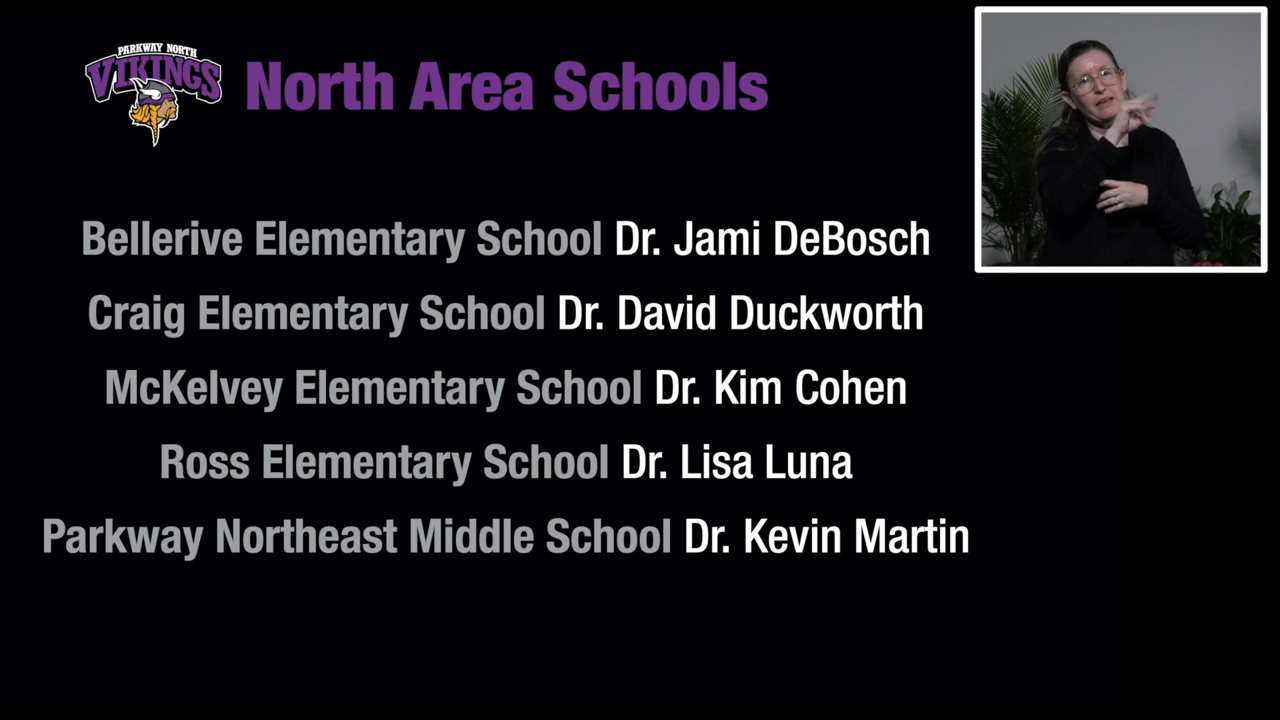 PARKWAY NORTH
VIKINGS
North Area Schools
Bellerive Elementary School Dr. Jami DeBosch
Craig Elementary School Dr. David Duckworth
McKelvey Elementary School Dr. Kim Cohen
Ross Elementary School Dr. Lisa Luna
Parkway Northeast Middle School Dr. Kevin Martin